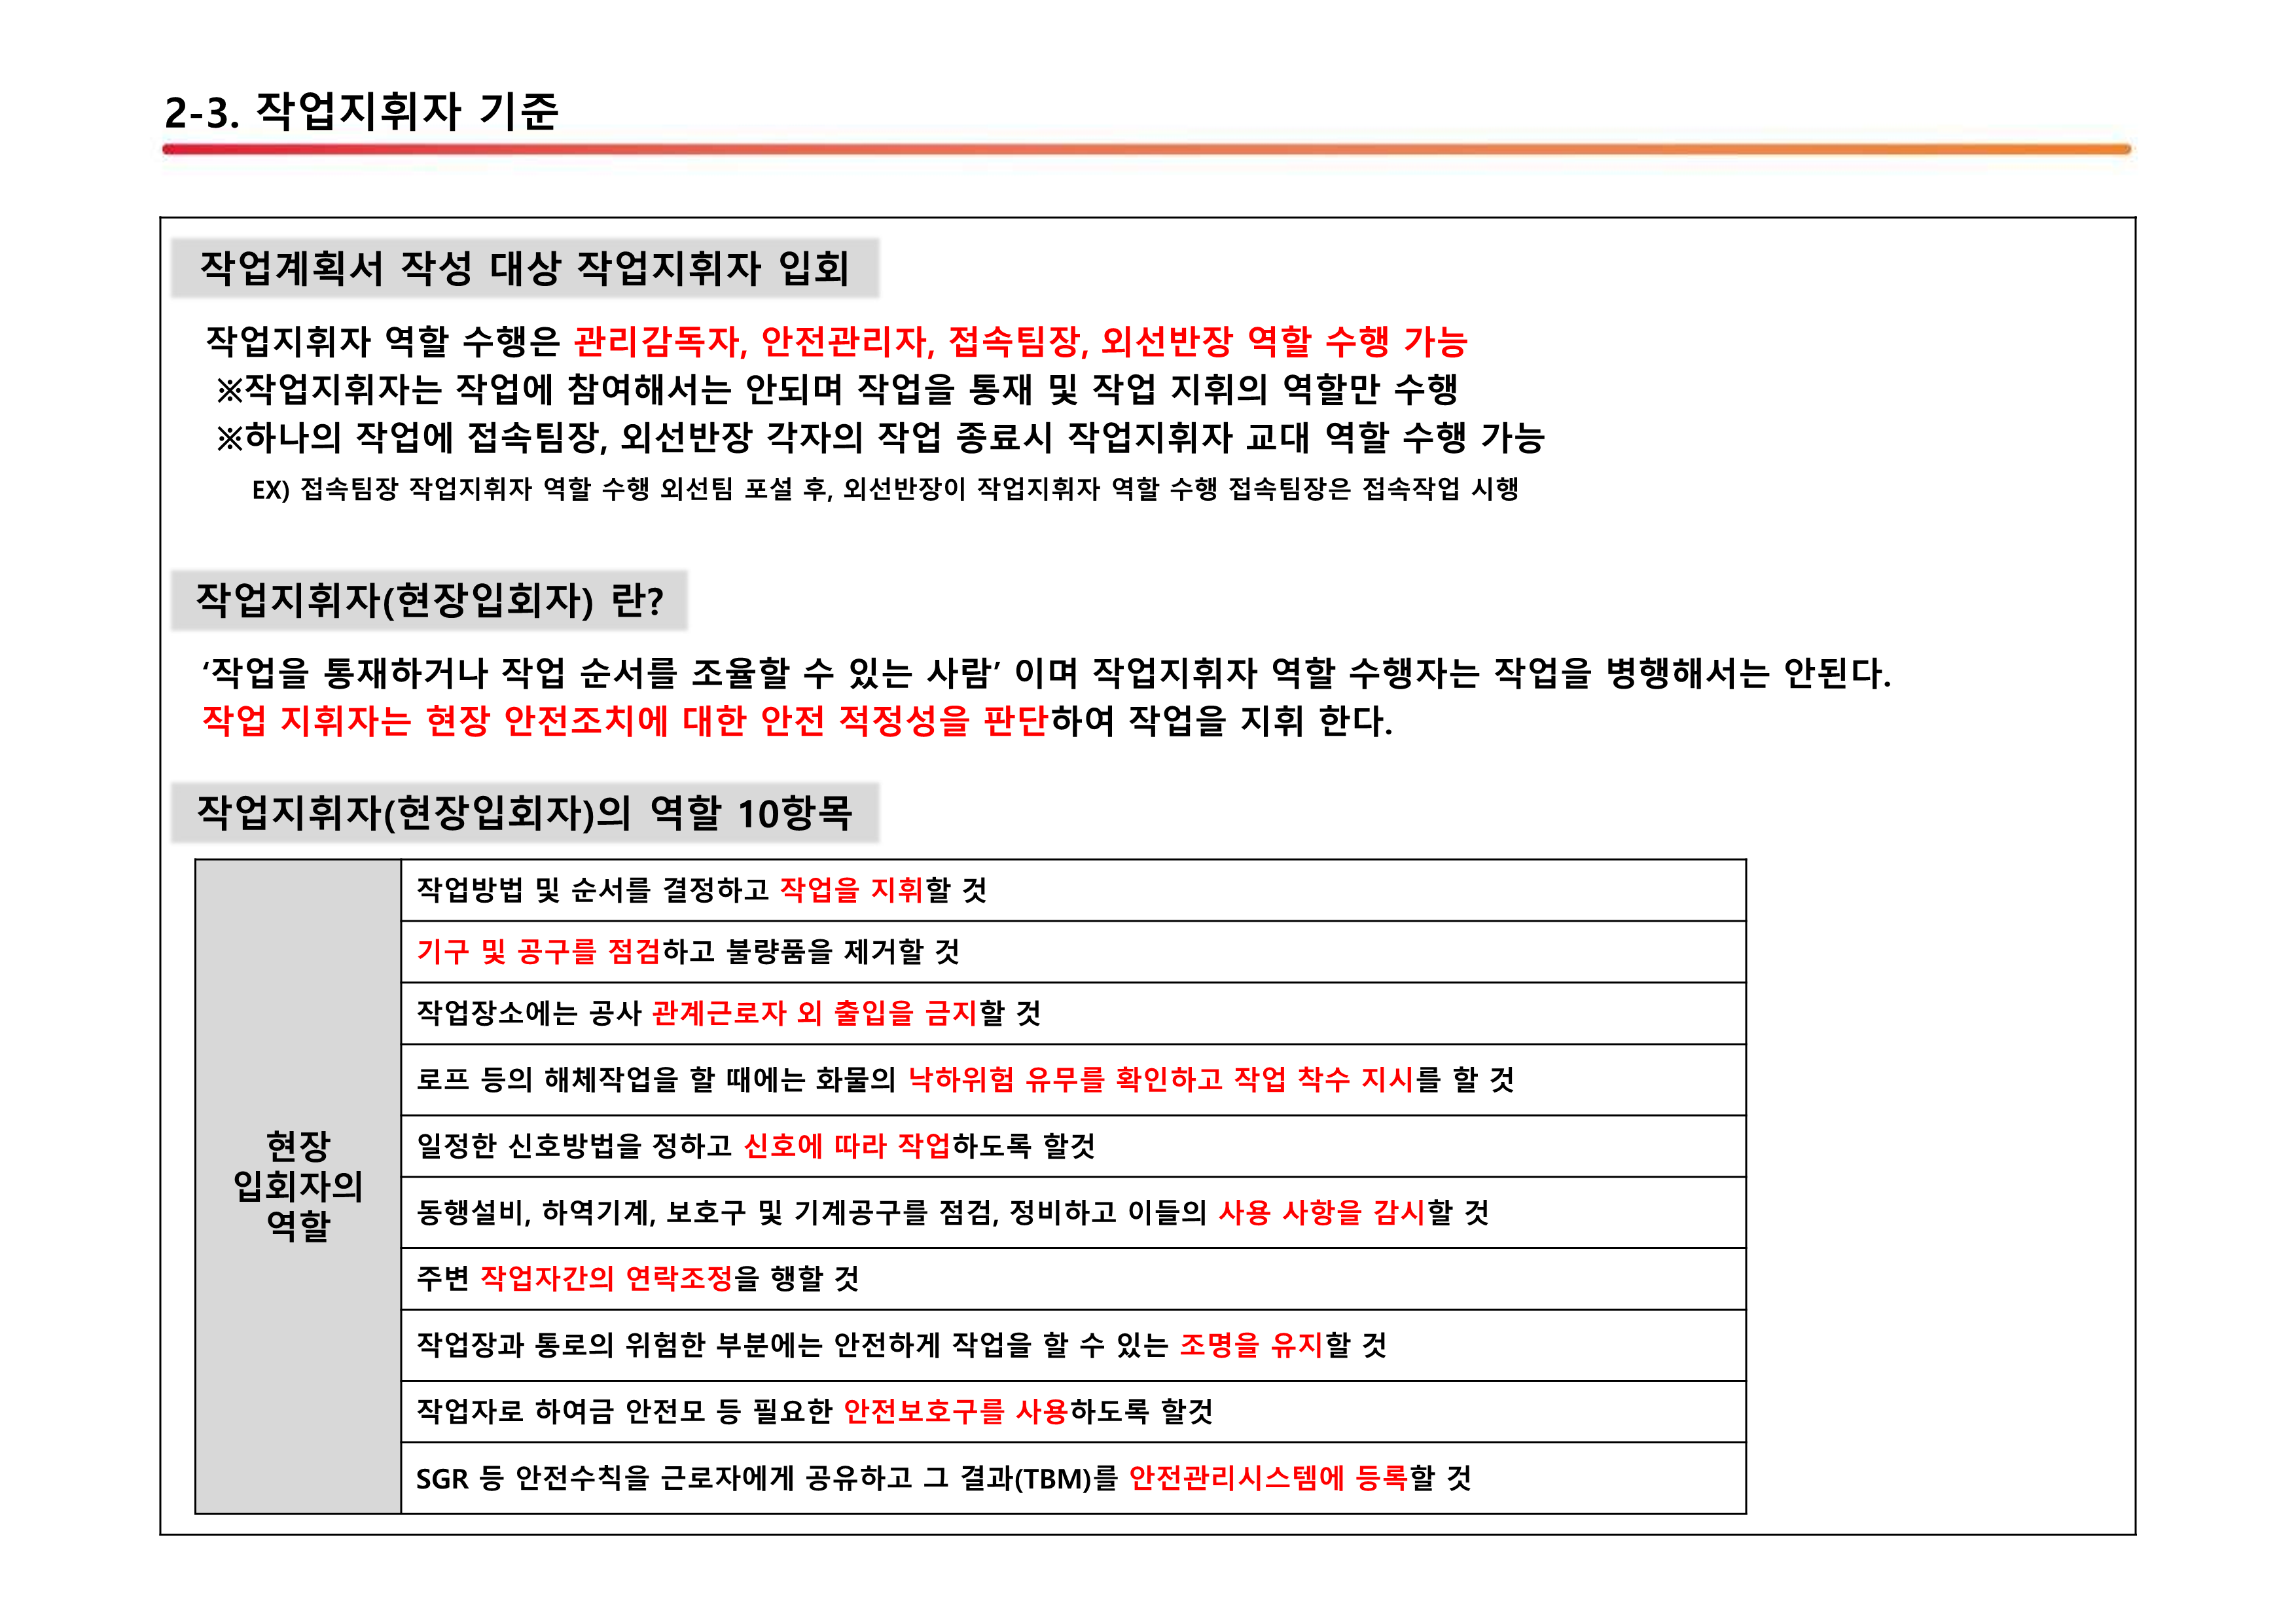 2-3. 작업지휘자 기준
작업계획서 작성 대상 작업지휘자 입회
작업지휘자 역할 수행은 관리감독자, 안전관리자, 접속팀장, 외선반장 역할 수행 가능
※작업지휘자는 작업에 참여해서는 안되며 작업을 통재 및 작업 지휘의 역할만 수행
※하나의 작업에 접속팀장, 외선반장 각자의 작업 종료시 작업지휘자 교대 역할 수행 가능
EX) 접속팀장 작업지휘자 역할 수행 외선팀 포설 후, 외선반장이 작업지휘자 역할 수행 접속팀장은 접속작업 시행
작업지휘자(현장입회자) 란?
‘작업을 통재하거나 작업 순서를 조율할 수 있는 사람’ 이며 작업지휘자 역할 수행자는 작업을 병행해서는 안된다.
작업 지휘자는 현장 안전조치에 대한 안전 적정성을 판단하여 작업을 지휘 한다.
작업지휘자(현장입회자)의 역할 10항목
현장
입회자의
역할
작업방법 및 순서를 결정하고 작업을 지휘할 것
기구 및 공구를 점검하고 불량품을 제거할 것
작업장소에는 공사 관계근로자 외 출입을 금지할 것
로프 등의 해체작업을 할 때에는 화물의 낙하위험 유무를 확인하고 작업 착수 지시를 할 것
일정한 신호방법을 정하고 신호에 따라 작업하도록 할것
동행설비, 하역기계, 보호구 및 기계공구를 점검, 정비하고 이들의 사용 사항을 감시할 것
주변 작업자간의 연락조정을 행할 것
작업장과 통로의 위험한 부분에는 안전하게 작업을 할 수 있는 조명을 유지할 것
작업자로 하여금 안전모 등 필요한 안전보호구를 사용하도록 할것
SGR 등 안전수칙을 근로자에게 공유하고 그 결과(TBM)를 안전관리시스템에 등록할 것